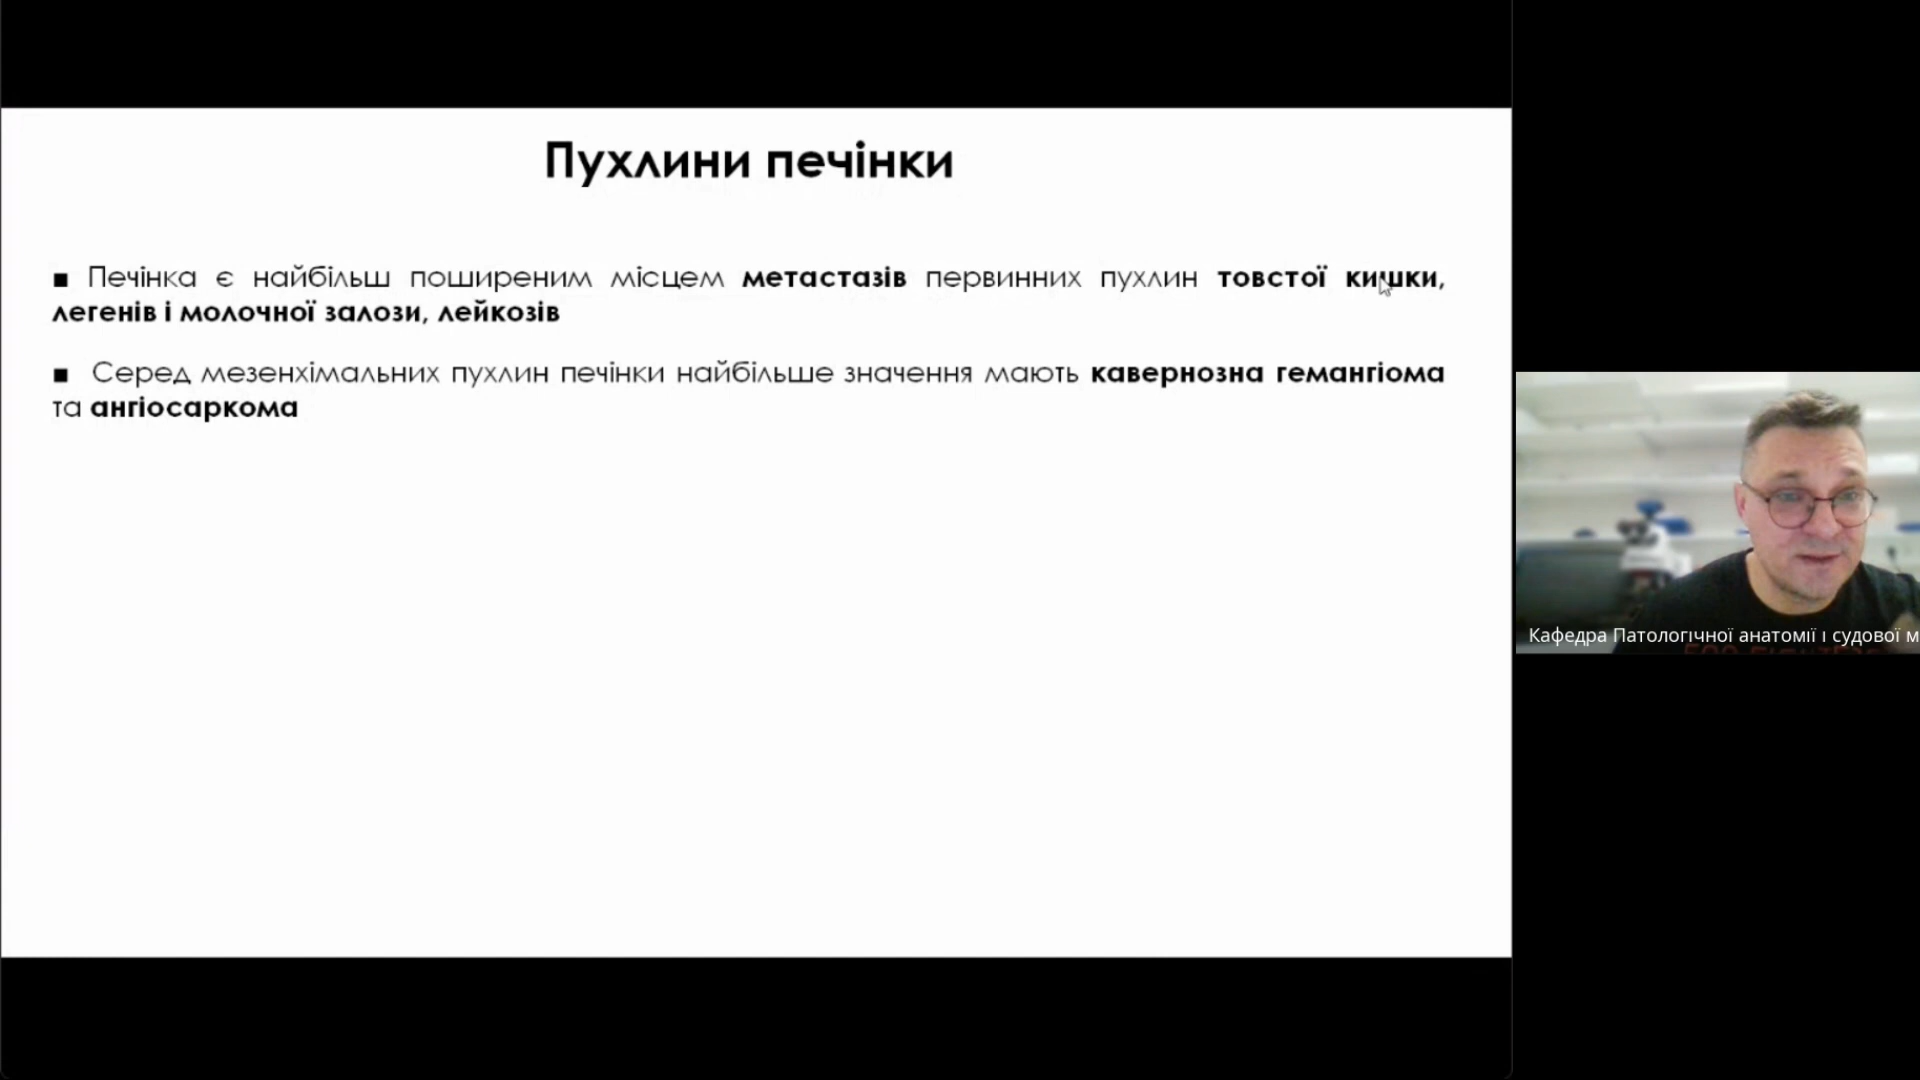 Пухлини печінки
▪ Печінка є найбільш поширеним місцем метастазів первинних пухлин товстої кишки,
легенів і молочної залози, лейкозів
▪ Серед мезенхімальних пухлин печінки найбільше значення мають кавернозна гемангіома
та ангіосаркома
Кафедра Патологічної анатомії і судової м